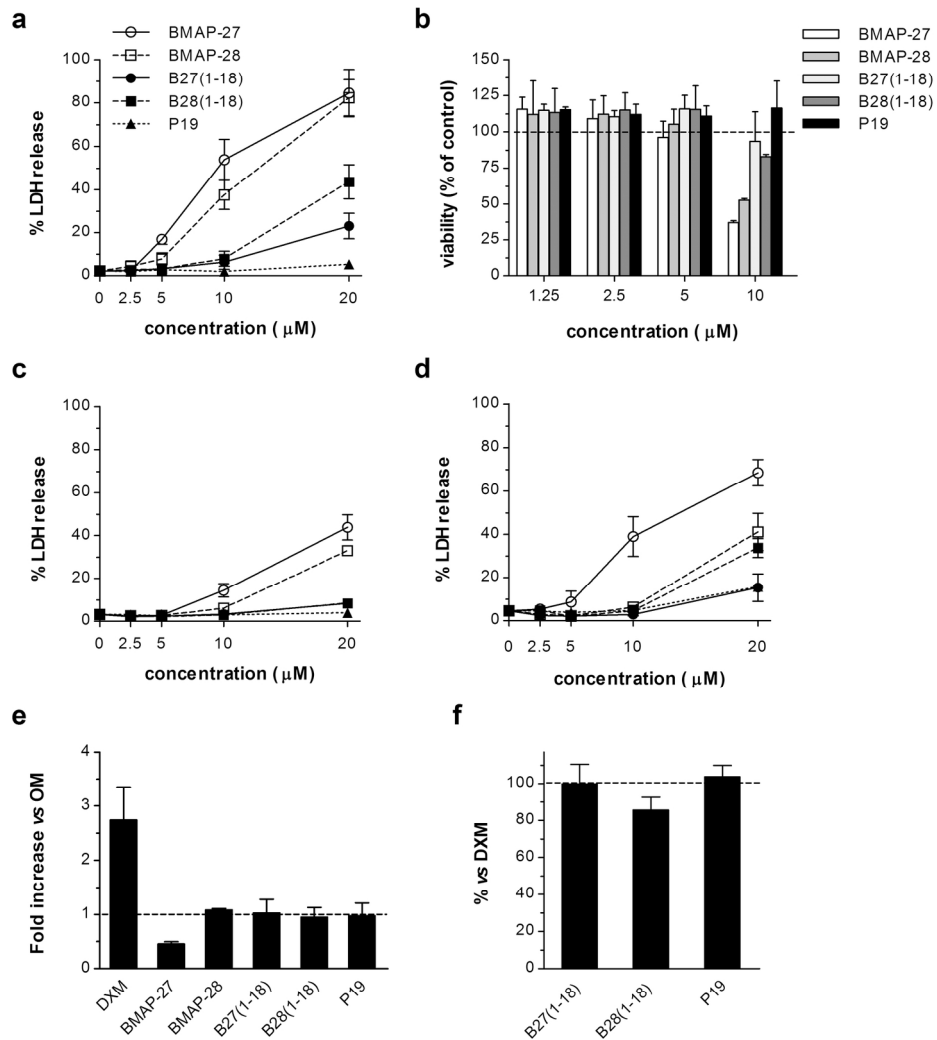 a
BMAP-27
BMAP-28
B27(1-18)
B28(1-18)
P19
% LDH release
100
80
60
40
20
0
0 2.5 5 10 20
concentration ( μM)
b
BMAP-27
BMAP-28
B27(1-18)
B28(1-18)
P19
viability (% of control)
150
125
100
75
50
25
0
1.25 2.5 5 10
concentration ( μM)
c
% LDH release
100
80
60
40
20
0
0 2.5 5 10 20
concentration ( μM)
d
% LDH release
100
80
60
40
20
0
0 2.5 5 10 20
concentration ( μM)
e
Fold increase vs OM
4
3
2
1
0
DXM
BMAP-27
BMAP-28
B27(1-18)
B28(1-18)
P19
f
% vs DXM
100
80
60
40
20
0
B27(1-18)
B28(1-18)
P19